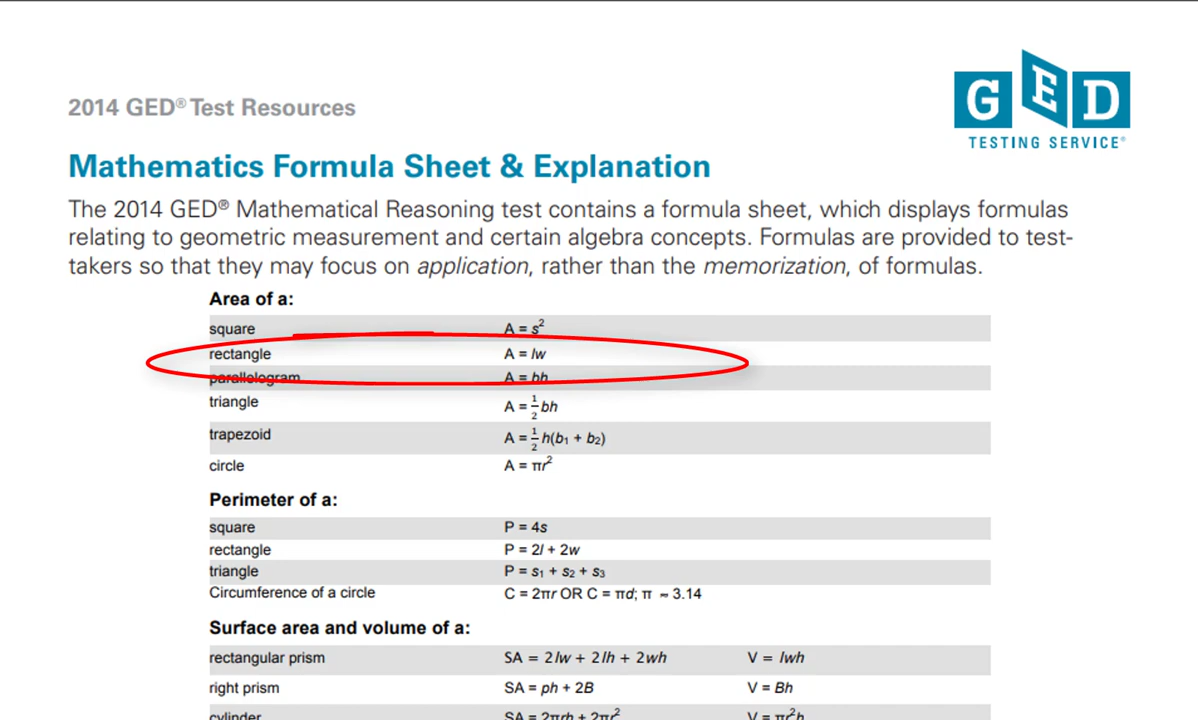 GED
TESTING SERVICE®
2014 GED® Test Resources
Mathematics Formula Sheet & Explanation
The 2014 GED® Mathematical Reasoning test contains a formula sheet, which displays formulas
relating to geometric measurement and certain algebra concepts. Formulas are provided to test-
takers so that they may focus on application, rather than the memorization, of formulas.
Area of a:
square A = s²
rectangle A = lw
parallelogram A = bh
triangle A = ½bh
trapezoid A = ½h(b₁ + b₂)
circle A = πr²
Perimeter of a:
square P = 4s
rectangle P = 2l + 2w
triangle P = s₁ + s₂ + s₃
Circumference of a circle C = 2πr OR C = πd; π ≈ 3.14
Surface area and volume of a:
rectangular prism SA = 2lw + 2lh + 2wh V = lwh
right prism SA = ph + 2B V = Bh
cylinder SA = 2πrh + 2πr² V = πr²h